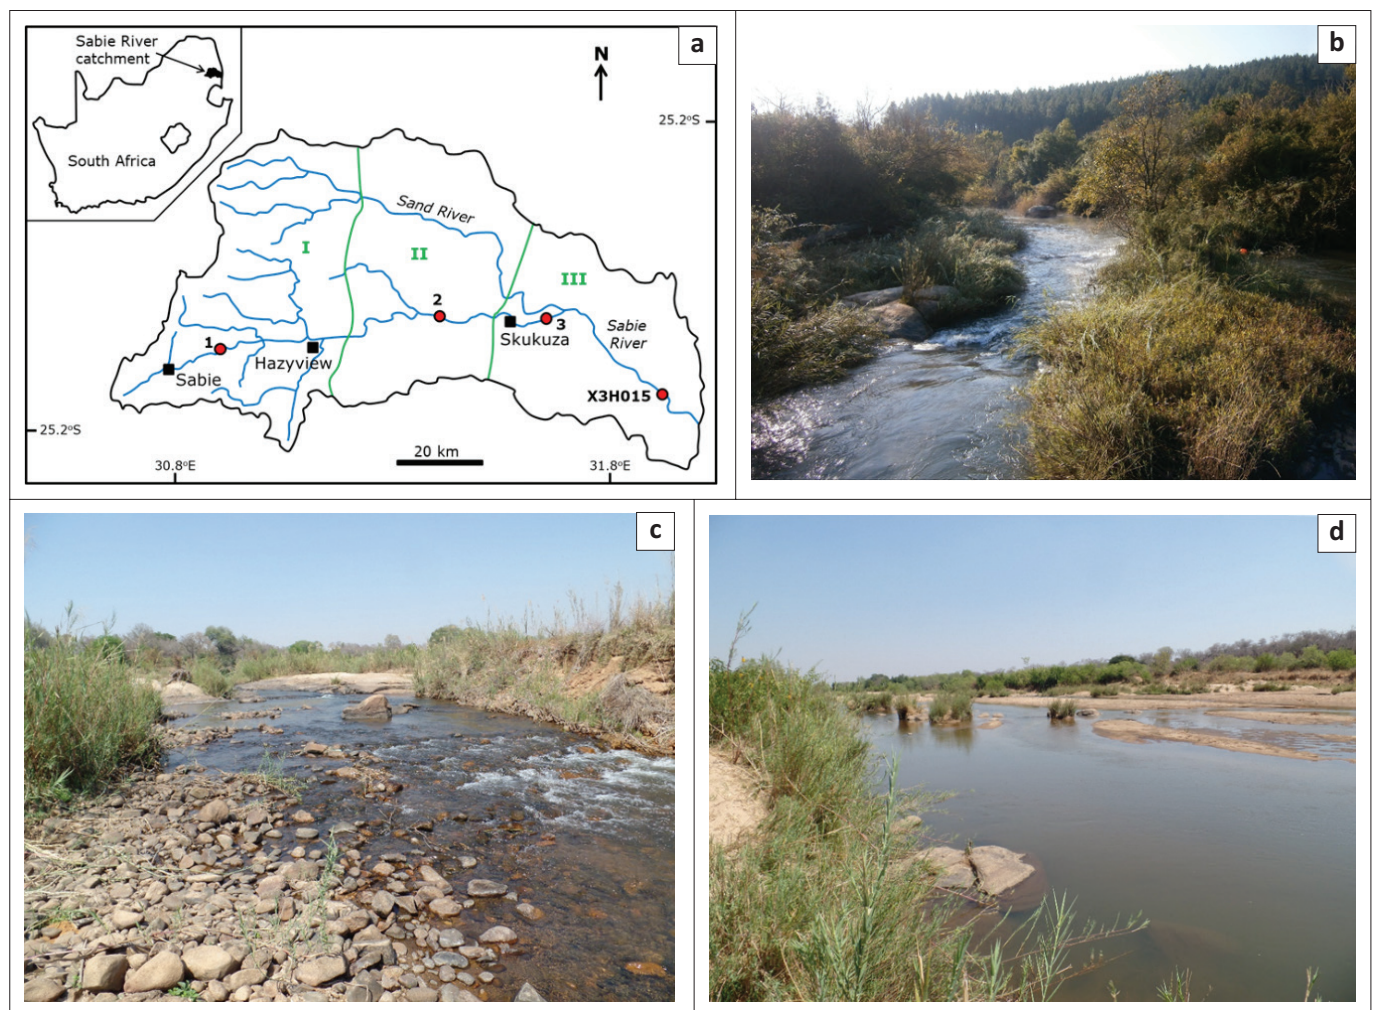 a
Sabie River
catchment
South Africa
N
25.2°S
Sand River
I
II
III
1
2
3
Sabie
Hazyview
Skukuza
Sabie
River
X3H015
25.2°S
20 km
30.8°E
31.8°E
b
c
d